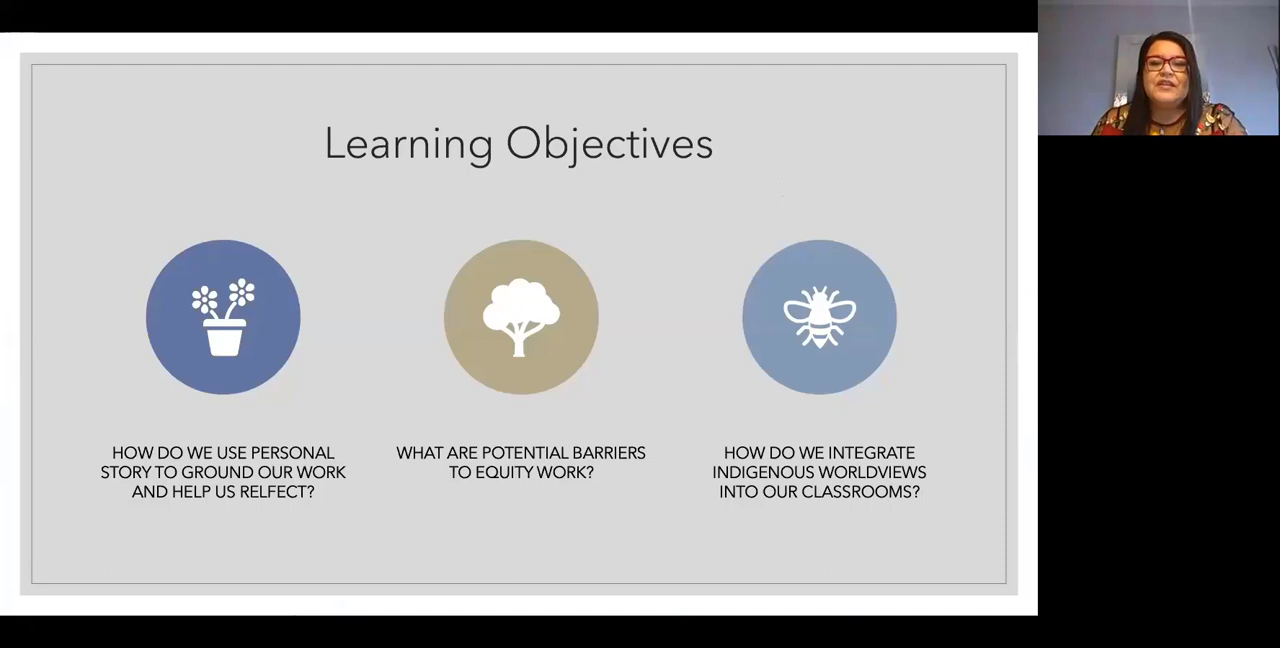 Learning Objectives
HOW DO WE USE PERSONAL
STORY TO GROUND OUR WORK
AND HELP US RELFECT?
WHAT ARE POTENTIAL BARRIERS
TO EQUITY WORK?
HOW DO WE INTEGRATE
INDIGENOUS WORLDVIEWS
INTO OUR CLASSROOMS?